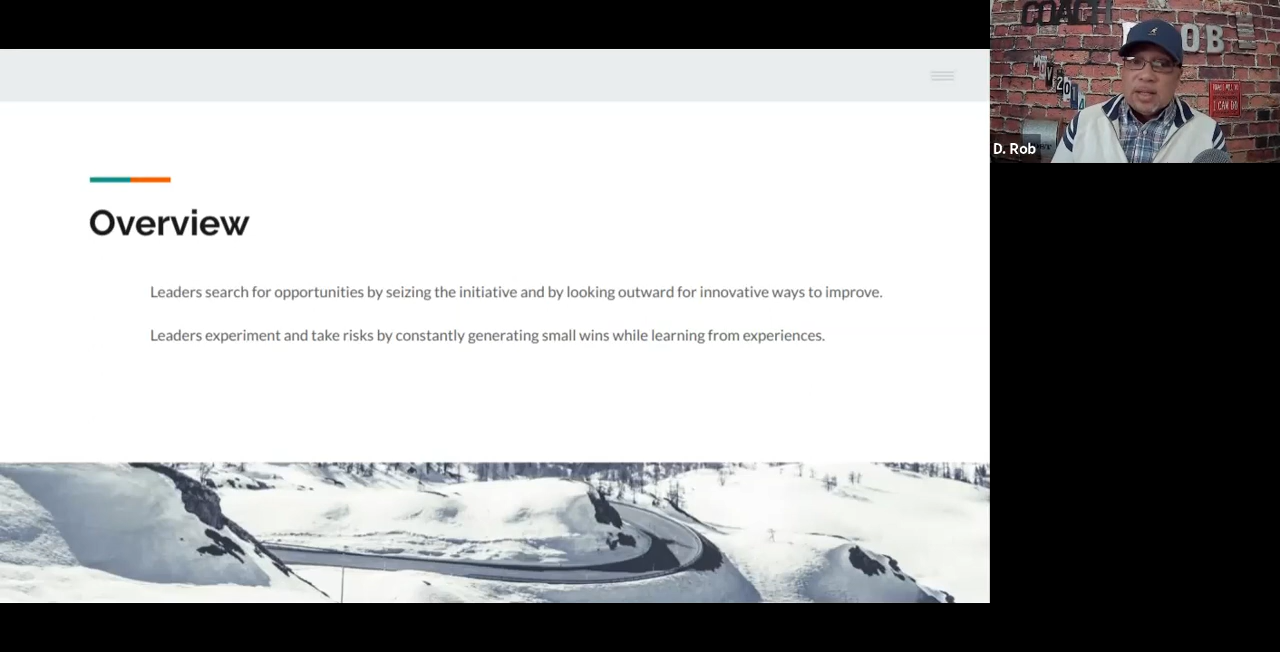 Overview
Leaders search for opportunities by seizing the initiative and by looking outward for innovative ways to improve.
Leaders experiment and take risks by constantly generating small wins while learning from experiences.
COACH
OB
I CAN DO
D. Rob